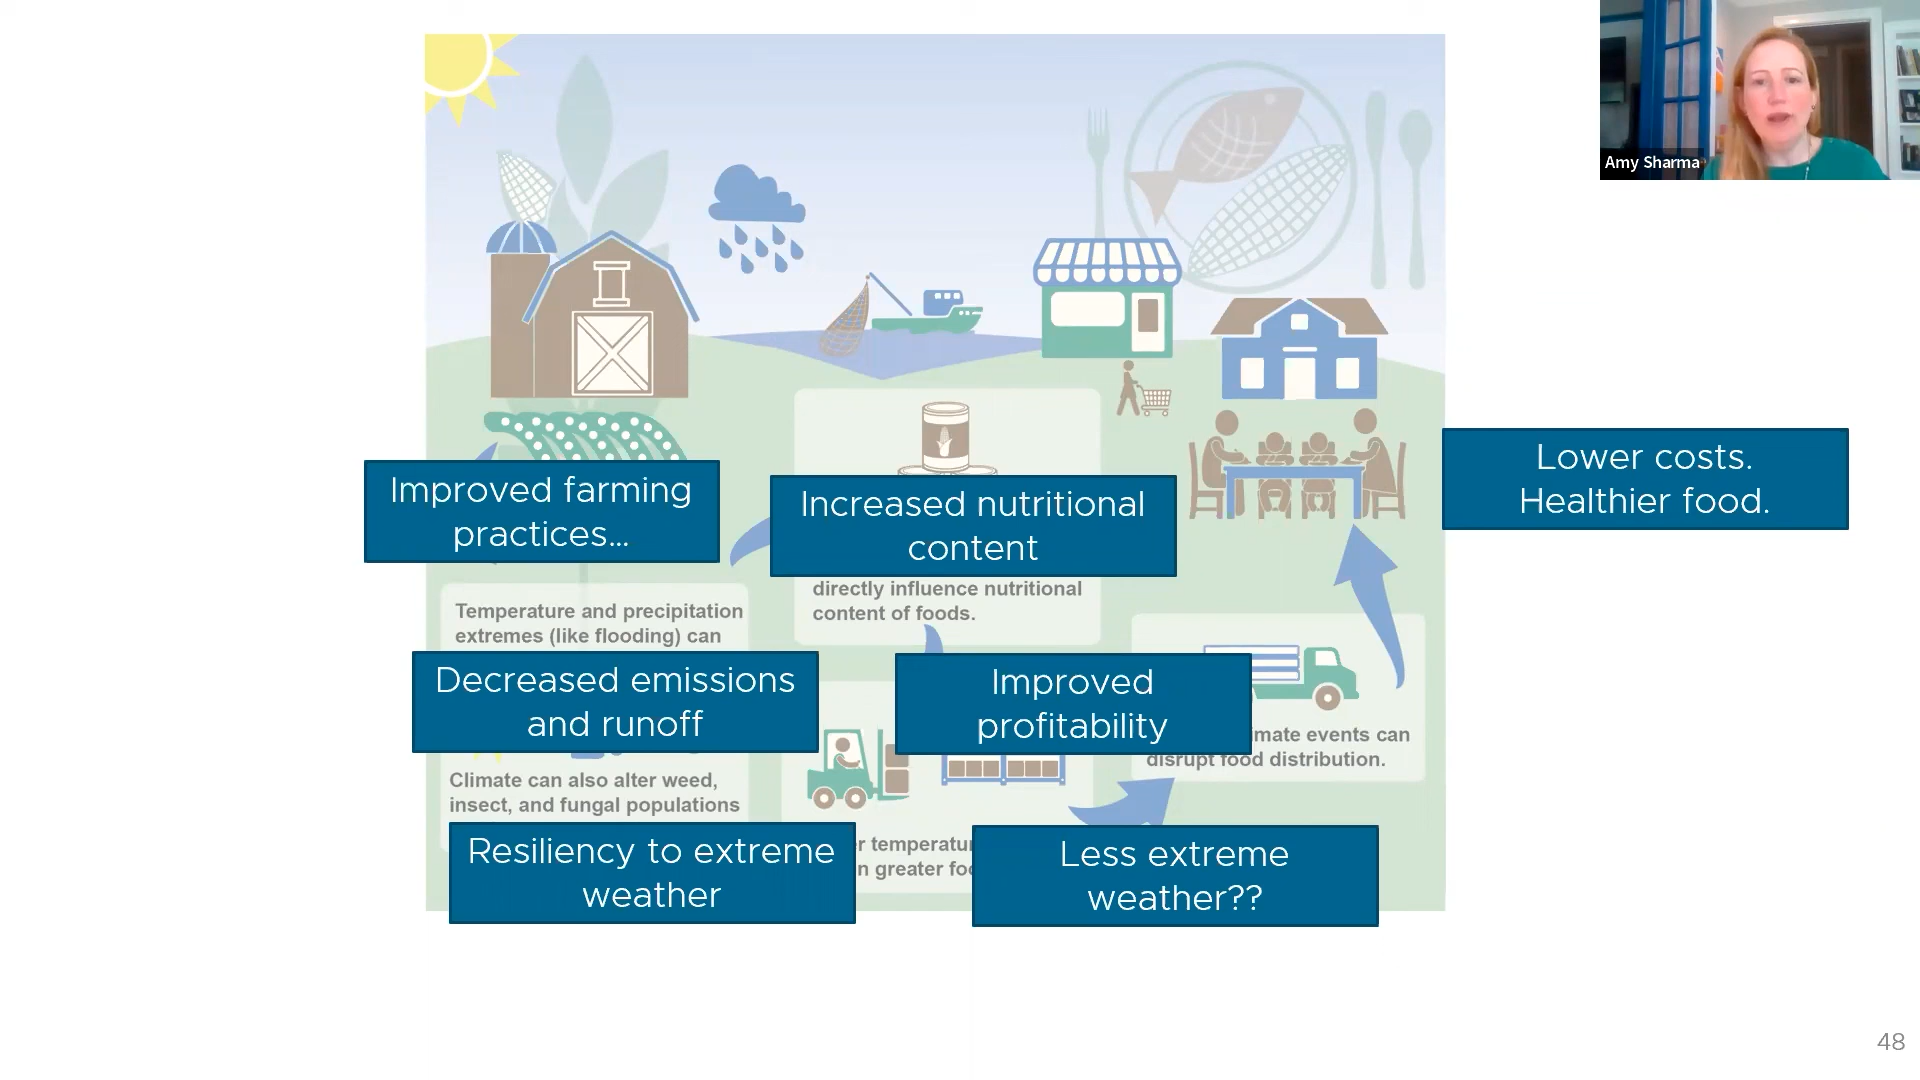 Amy Sharma
Improved farming
practices...
Increased nutritional
content
Lower costs.
Healthier food.
directly influence nutritional
content of foods.
Temperature and precipitation
extremes (like flooding) can
Decreased emissions
and runoff
Improved
profitability
events can
disrupt food distribution.
Climate can also alter weed,
insect, and fungal populations
Resiliency to extreme
weather
greater
Less extreme
weather??
48